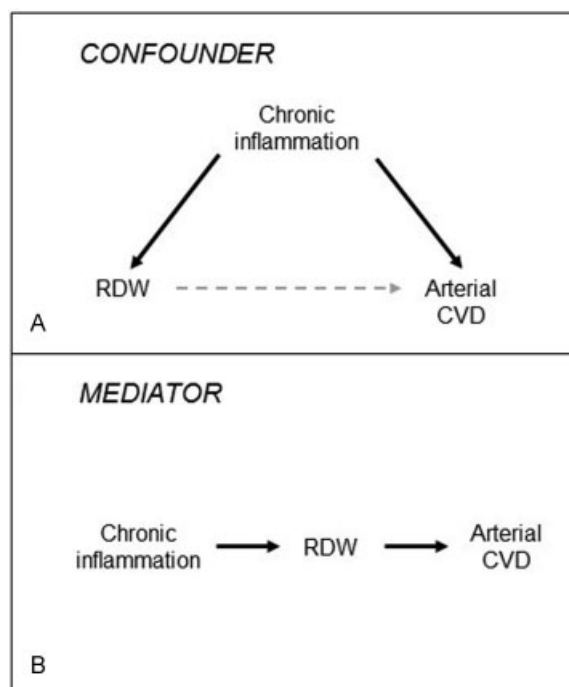 CONFOUNDER
Chronic
inflammation
RDW
Arterial
CVD
A
MEDIATOR
Chronic
inflammation
RDW
Arterial
CVD
B